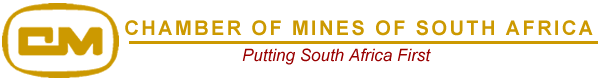 CM
CHAMBER OF MINES OF SOUTH AFRICA
Putting South Africa First